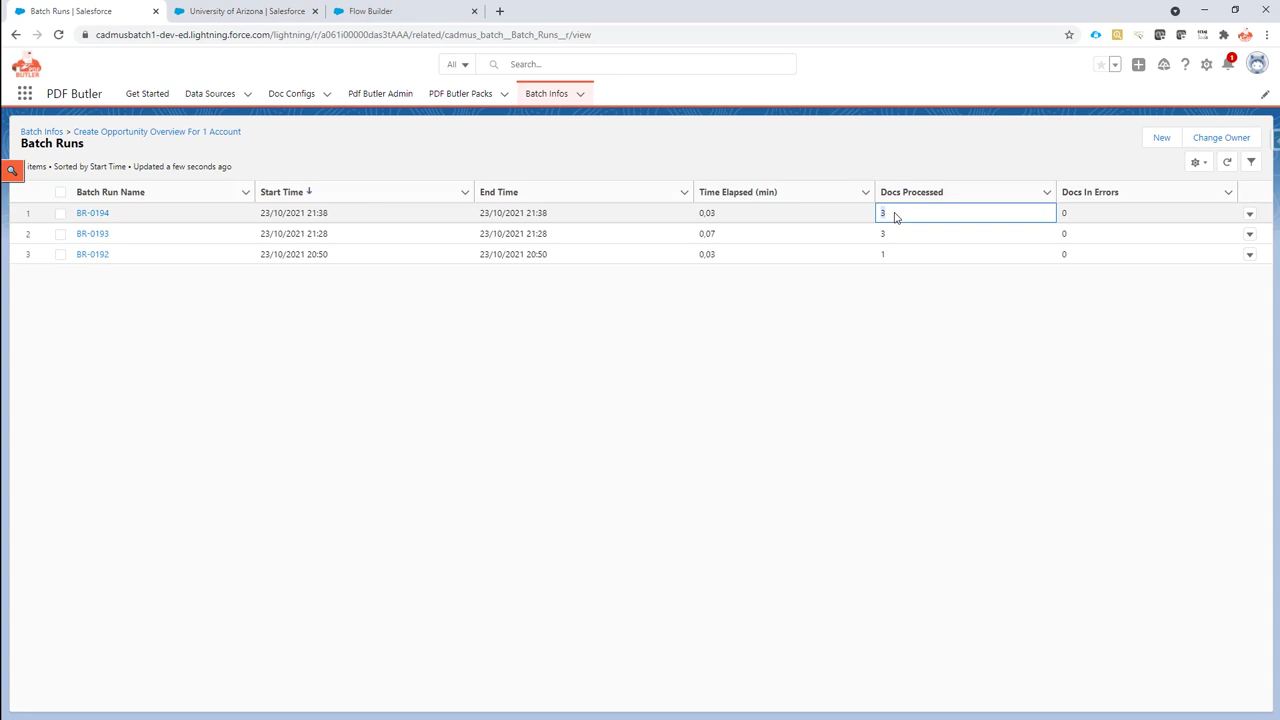 Batch Runs | Salesforce
University of Arizona | Salesforce
Flow Builder
cadmusbatch1-dev-ed.lightning.force.com/lightning/r/a061i00000das3tAAA/related/cadmus_batch__Batch_Runs__r/view
BUTLER
All
Search...
1
PDF Butler
Get Started
Data Sources
Doc Configs
Pdf Butler Admin
PDF Butler Packs
Batch Infos
Batch Infos > Create Opportunity Overview For 1 Account
Batch Runs
New
Change Owner
items • Sorted by Start Time • Updated a few seconds ago
Batch Run Name Start Time End Time Time Elapsed (min) Docs Processed Docs In Errors
1 BR-0194 23/10/2021 21:38 23/10/2021 21:38 0,03 3 0
2 BR-0193 23/10/2021 21:28 23/10/2021 21:28 0,07 3 0
3 BR-0192 23/10/2021 20:50 23/10/2021 20:50 0,03 1 0